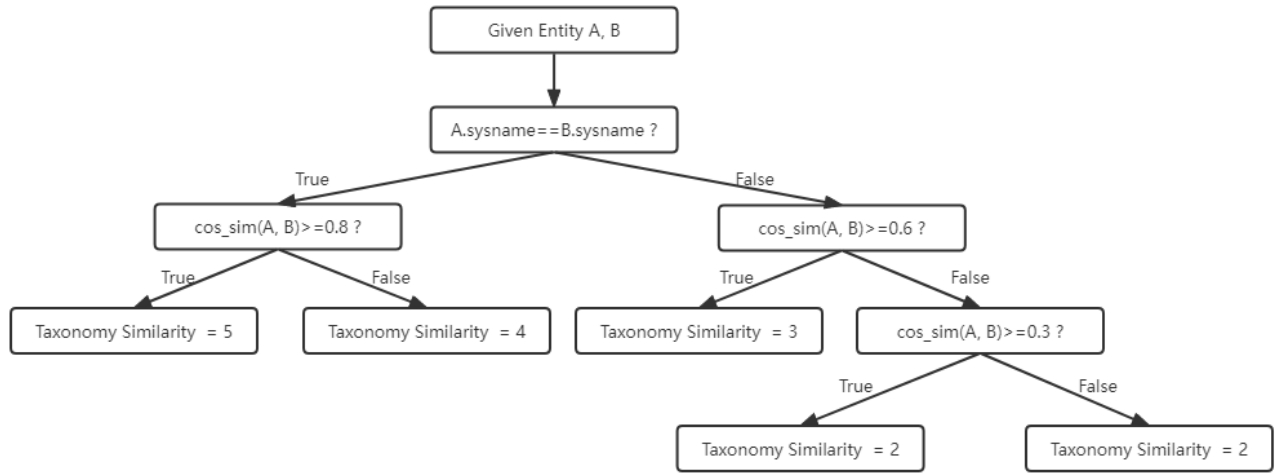 Given Entity A, B
A.sysname==B.sysname ?
True
False
cos_sim(A, B)>=0.8 ?
cos_sim(A, B)>=0.6 ?
True
False
True
False
Taxonomy Similarity = 5
Taxonomy Similarity = 4
Taxonomy Similarity = 3
cos_sim(A, B)>=0.3 ?
True
False
Taxonomy Similarity = 2
Taxonomy Similarity = 2